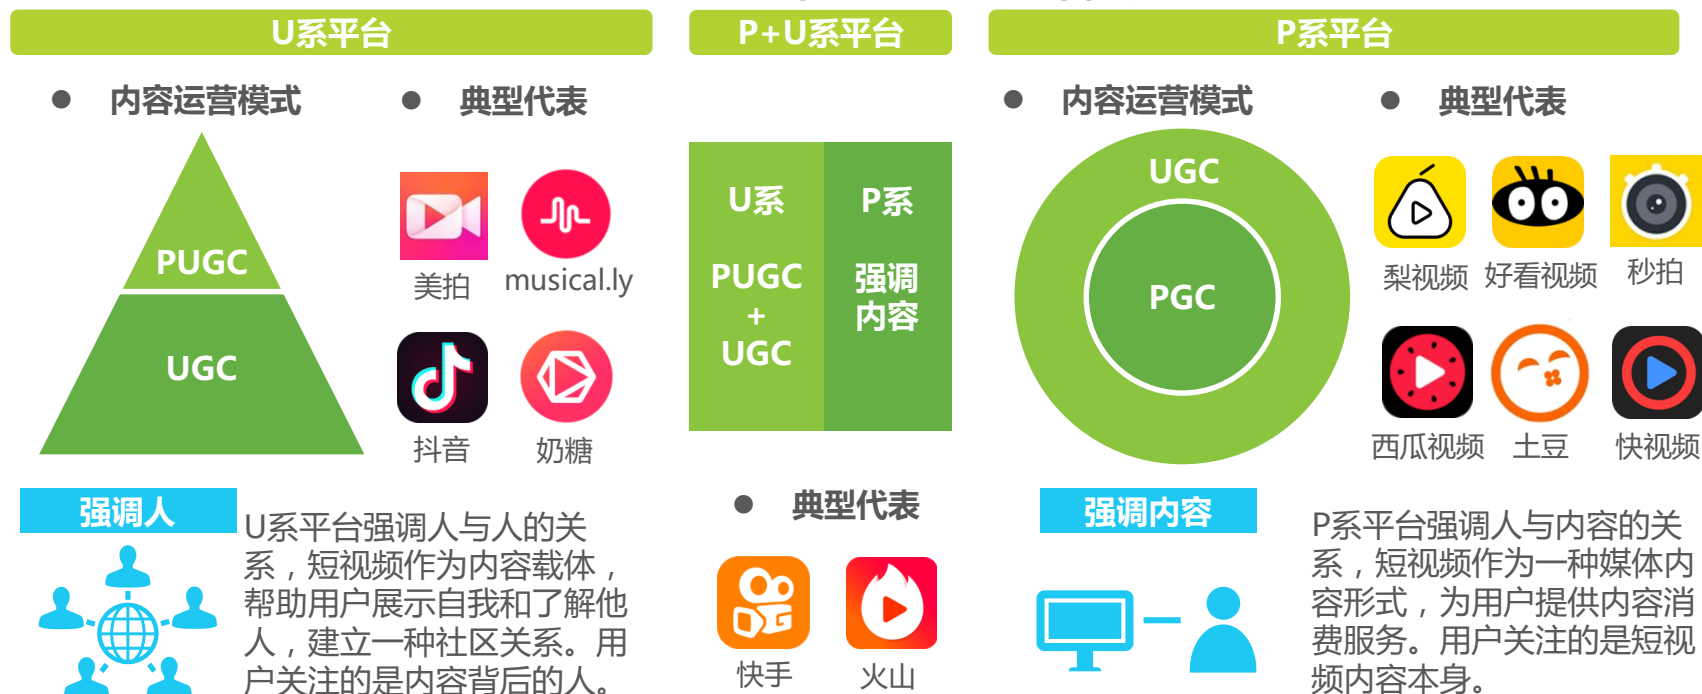 U系平台
内容运营模式
典型代表
PUGC
UGC
美拍
musical.ly
抖音
奶糖
强调人
U系平台强调人与人的关
系，短视频作为内容载体，
帮助用户展示自我和了解他
人，建立一种社区关系。用
户关注的是内容背后的人。
P+U系平台
U系
PUGC
+
UGC
P系
强调
内容
典型代表
快手
火山
P系平台
内容运营模式
典型代表
UGC
PGC
梨视频
好看视频
秒拍
西瓜视频
土豆
快视频
强调内容
P系平台强调人与内容的关
系，短视频作为一种媒体内
容形式，为用户提供内容消
费服务。用户关注的是短视
频内容本身。